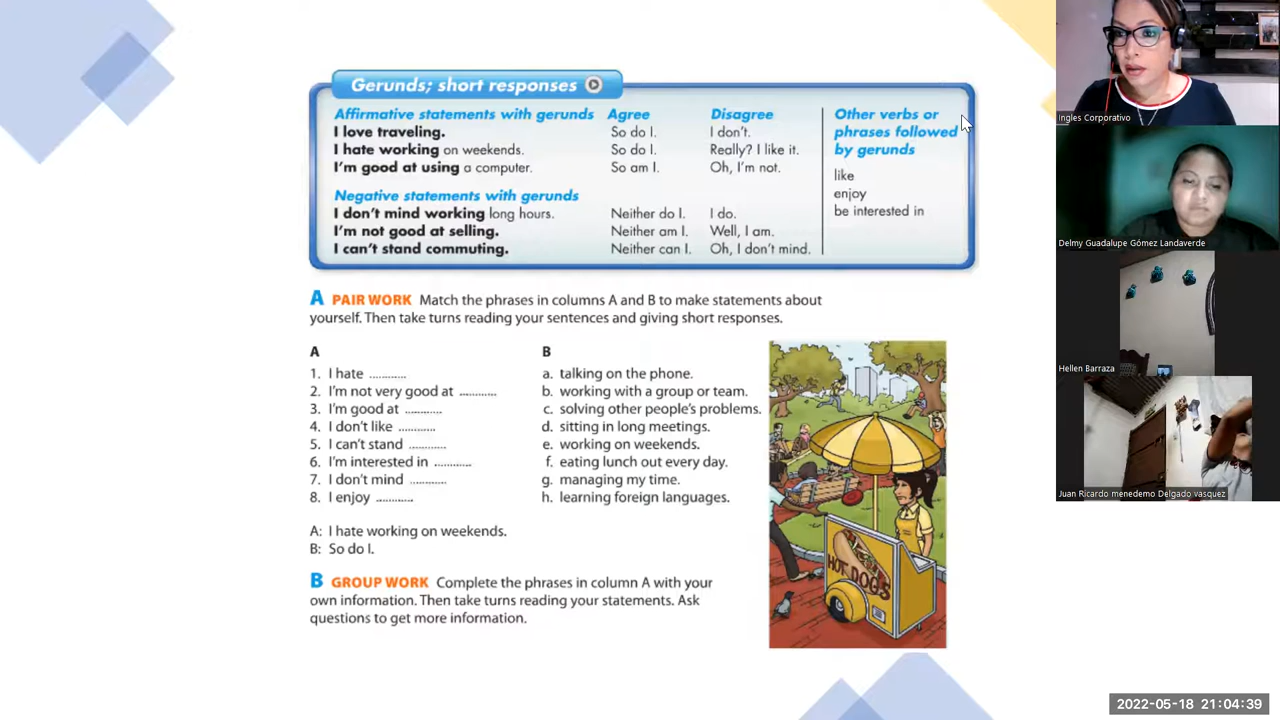 Gerunds; short responses
Affirmative statements with gerunds Agree Disagree
I love traveling. So do I. I don't.
I hate working on weekends. So do I. Really? I like it.
I'm good at using a computer. So am I. Oh, I'm not.
Negative statements with gerunds
I don't mind working long hours. Neither do I. I do.
I'm not good at selling. Neither am I. Well, I am.
I can't stand commuting. Neither can I. Oh, I don't mind.
Other verbs or
phrases followed
by gerunds
like
enjoy
be interested in
A PAIR WORK Match the phrases in columns A and B to make statements about
yourself. Then take turns reading your sentences and giving short responses.
A
1. I hate ............
2. I'm not very good at ............
3. I'm good at ............
4. I don't like ............
5. I can't stand ............
6. I'm interested in ............
7. I don't mind ............
8. I enjoy ............
B
a. talking on the phone.
b. working with a group or team.
c. solving other people's problems.
d. sitting in long meetings.
e. working on weekends.
f. eating lunch out every day.
g. managing my time.
h. learning foreign languages.
A: I hate working on weekends.
B: So do I.
B GROUP WORK Complete the phrases in column A with your
own information. Then take turns reading your statements. Ask
questions to get more information.
HOT DOGS
Ingles Corporativo
Delmy Guadalupe Gómez Landaverde
Hellen Barraza
Juan Ricardo menedemo Delgado vasquez
2022-05-18 21:04:39